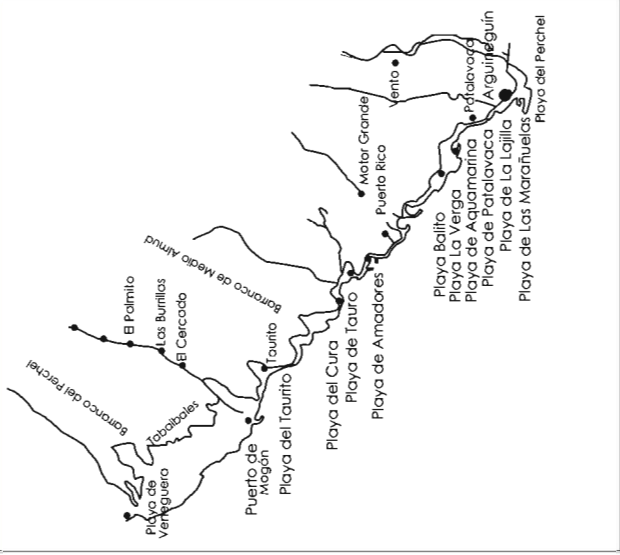 Barranco del Perchel
Barranco de Medio Almud
Tabaibales
Playa de
Veneguero
El Palmito
Las Burrillas
El Cercado
Taurito
Puerto de
Mogón
Playa del Taurito
Playa del Cura
Playa de Tauro
Playa de Amadores
Motor Grande
Puerto Rico
Vento
Patalavaca
Arguineguín
Playa Balito
Playa La Verga
Playa de Aquamarina
Playa de Patalavaca
Playa de La Lajilla
Playa de Las Marañuelas
Playa del Perchel